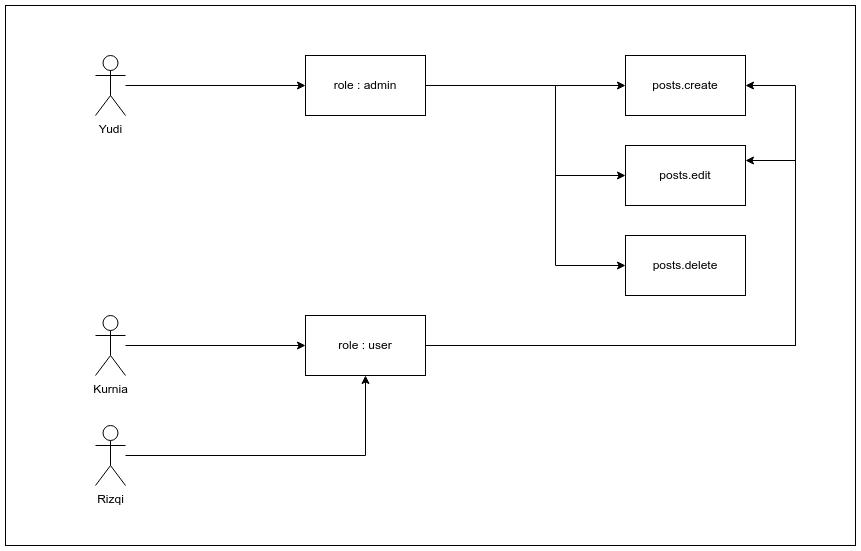 Yudi
role : admin
posts.create
posts.edit
posts.delete
Kurnia
role : user
Rizqi